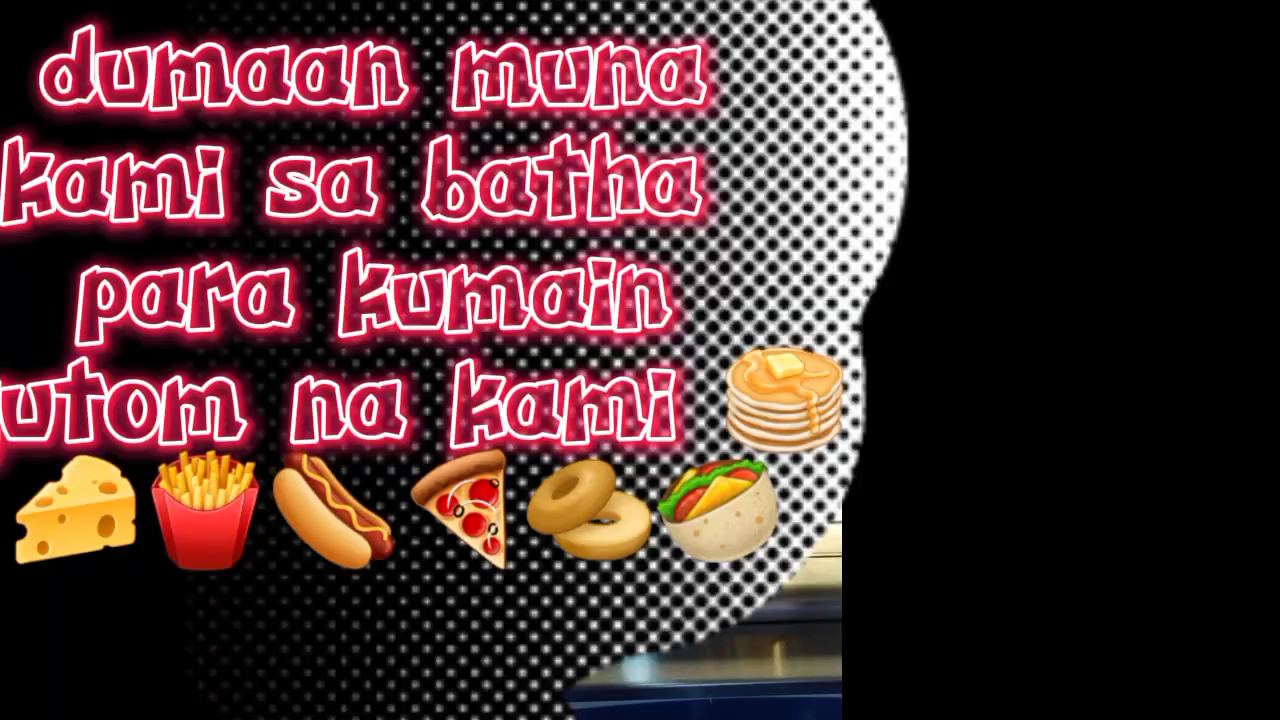 dumaan muna
kami sa batha
para kumain
utom na kami